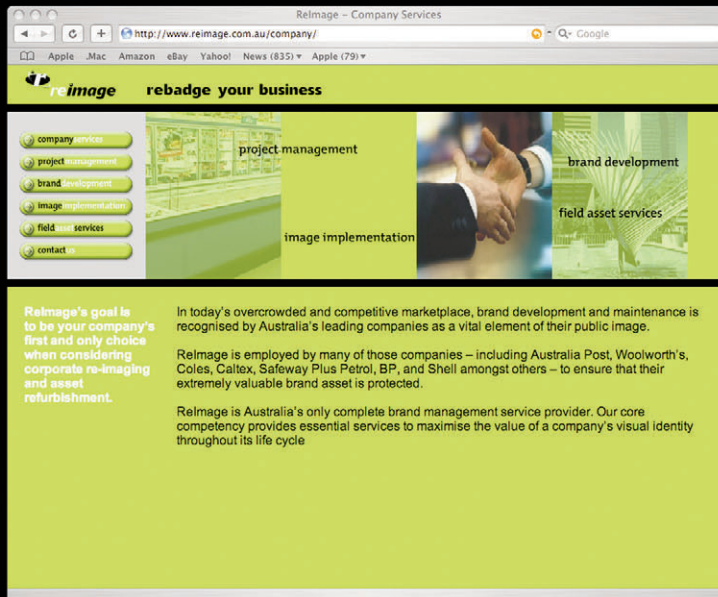 ReImage – Company Services
http://www.reimage.com.au/company/
Google
Apple .Mac Amazon eBay Yahoo! News (835) Apple (79)
reimage rebadge your business
company services
project management
brand development
image implementation
field asset services
contact us
project management
image implementation
brand development
field asset services
ReImage's goal is
to be your company's
first and only choice
when considering
corporate re-imaging
and asset
refurbishment.
In today's overcrowded and competitive marketplace, brand development and maintenance is
recognised by Australia's leading companies as a vital element of their public image.
ReImage is employed by many of those companies – including Australia Post, Woolworth's,
Coles, Caltex, Safeway Plus Petrol, BP, and Shell amongst others – to ensure that their
extremely valuable brand asset is protected.
ReImage is Australia's only complete brand management service provider. Our core
competency provides essential services to maximise the value of a company's visual identity
throughout its life cycle